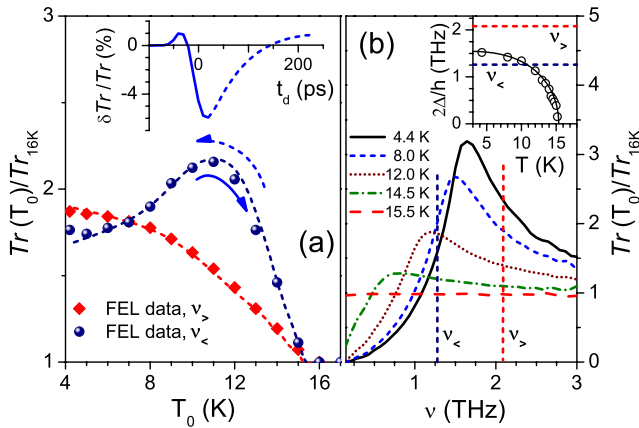 (a)
δTr/Tr (%)
0
-4
0 200
t_d (ps)
Tr (T_0)/Tr_16K
3
2
1
FEL data, ν_>
FEL data, ν_<
4 8 12 16
T_0 (K)
(b)
2Δ/h (THz)
2
1
0
ν_>
ν_<
5 10 15
T (K)
4.4 K
8.0 K
12.0 K
14.5 K
15.5 K
ν_<
ν_>
1 2 3
ν (THz)
5
4
3
2
1
0
Tr(T_0)/Tr_16K